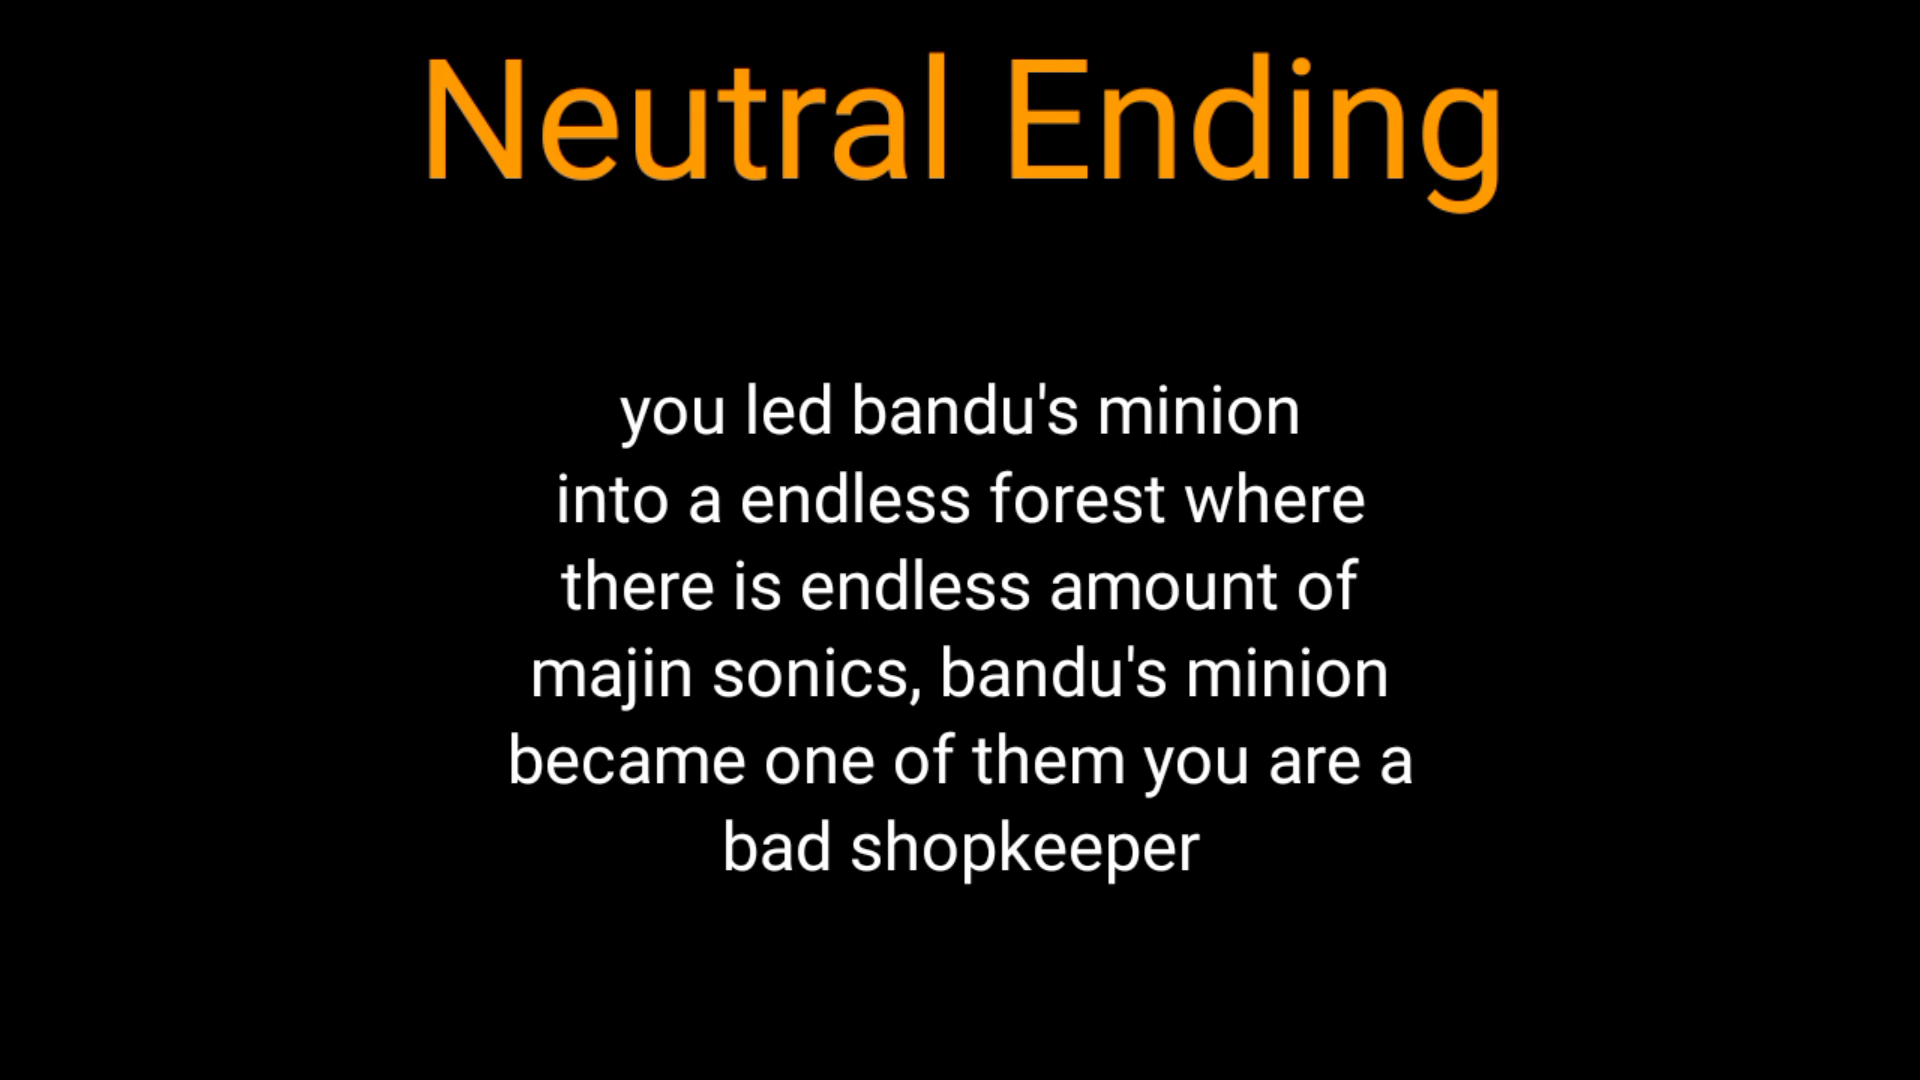 Neutral Ending
you led bandu's minion
into a endless forest where
there is endless amount of
majin sonics, bandu's minion
became one of them you are a
bad shopkeeper